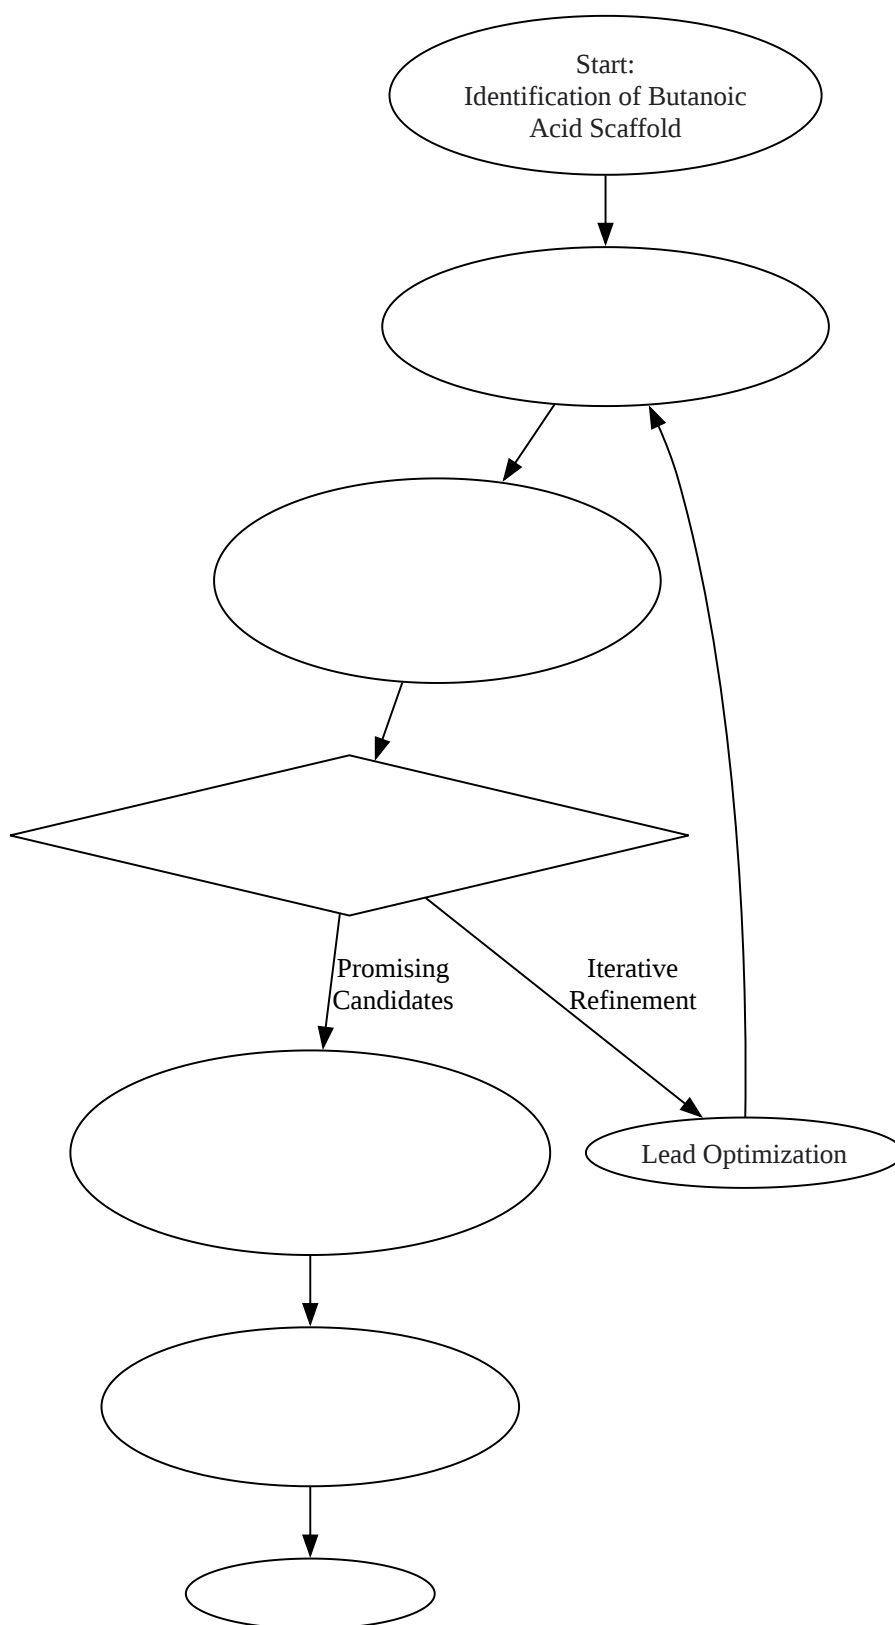 Start:
Identification of Butanoic
Acid Scaffold
Promising
Candidates
Iterative
Refinement
Lead Optimization